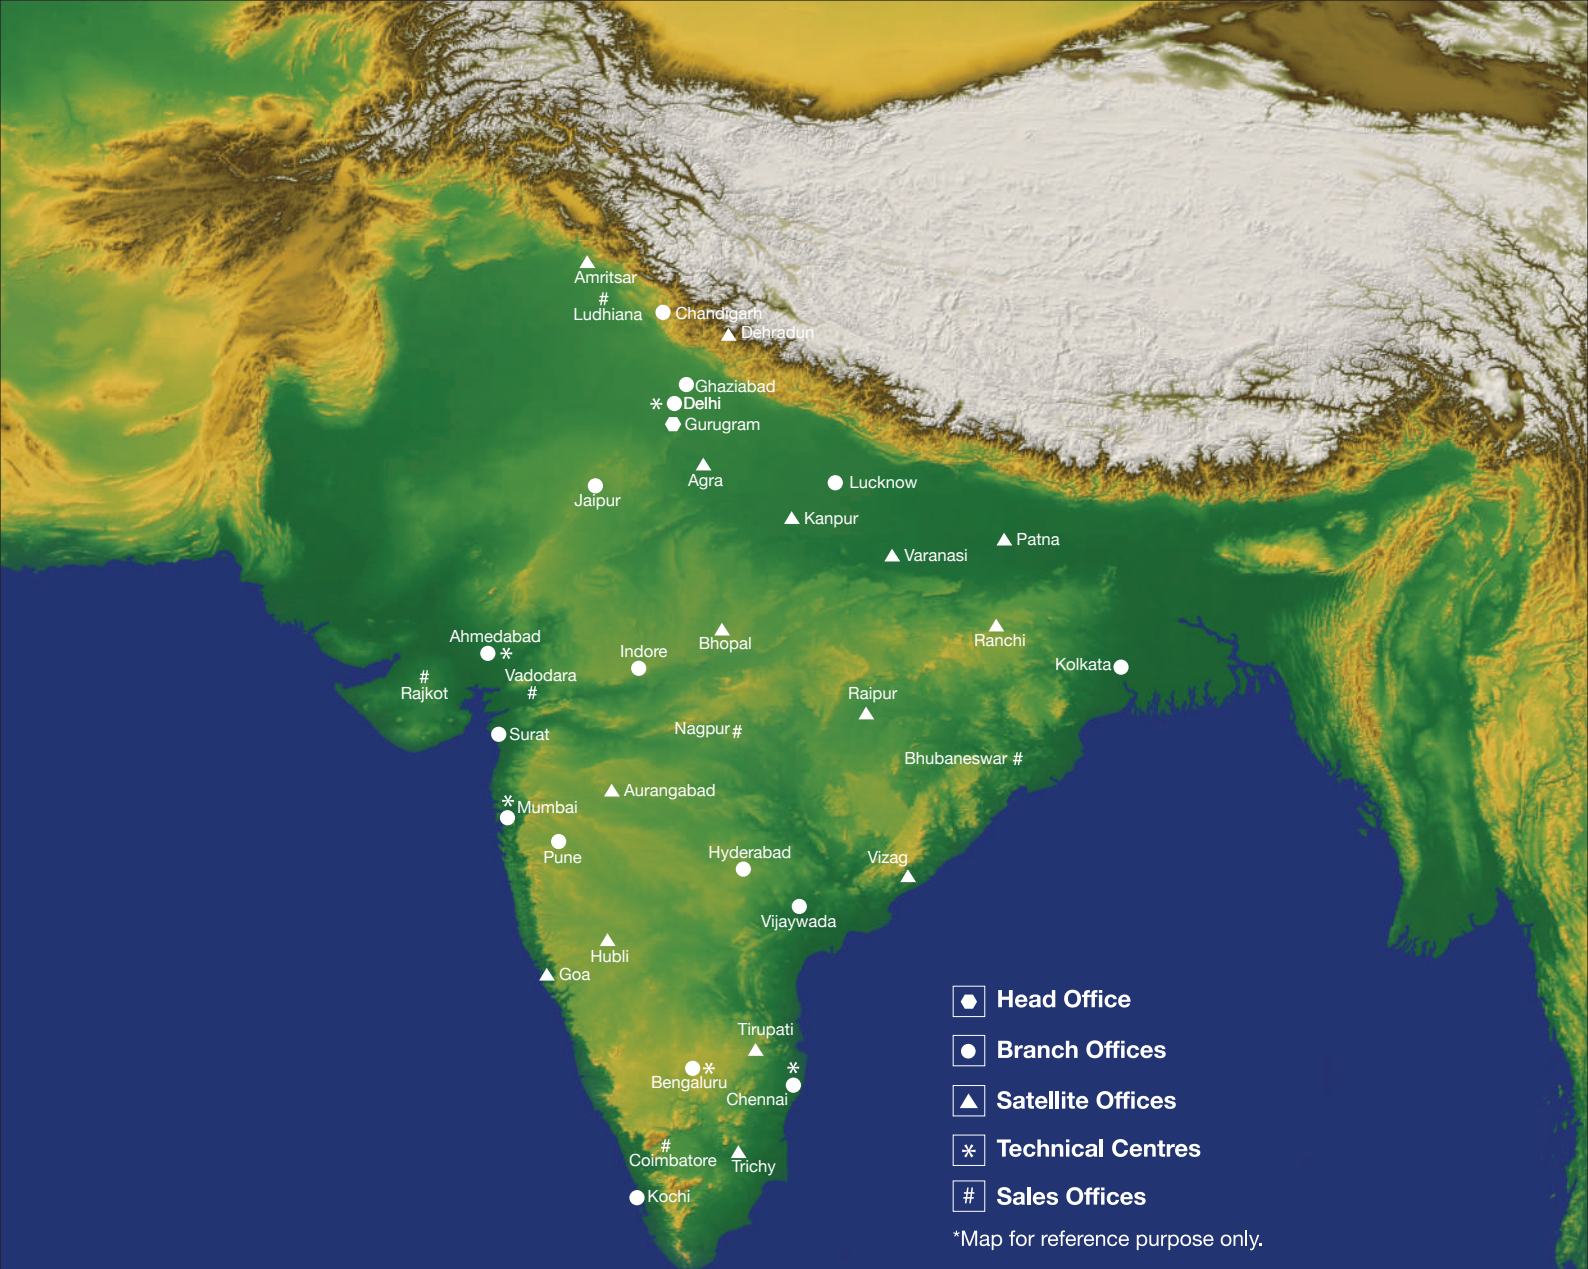 Amritsar
#
Ludhiana
Chandigarh
Dehradun
Ghaziabad
* Delhi
Gurugram
Agra
Lucknow
Jaipur
Kanpur
Patna
Varanasi
Ahmedabad
*
Bhopal
Ranchi
Indore
Kolkata
#
Rajkot
Vadodara
#
Raipur
Nagpur #
Surat
Bhubaneswar #
Aurangabad
* Mumbai
Pune
Hyderabad
Vizag
Vijaywada
Hubli
Goa
Tirupati
*
Bengaluru
*
Chennai
#
Coimbatore
Trichy
Kochi
Head Office
Branch Offices
Satellite Offices
* Technical Centres
# Sales Offices
*Map for reference purpose only.